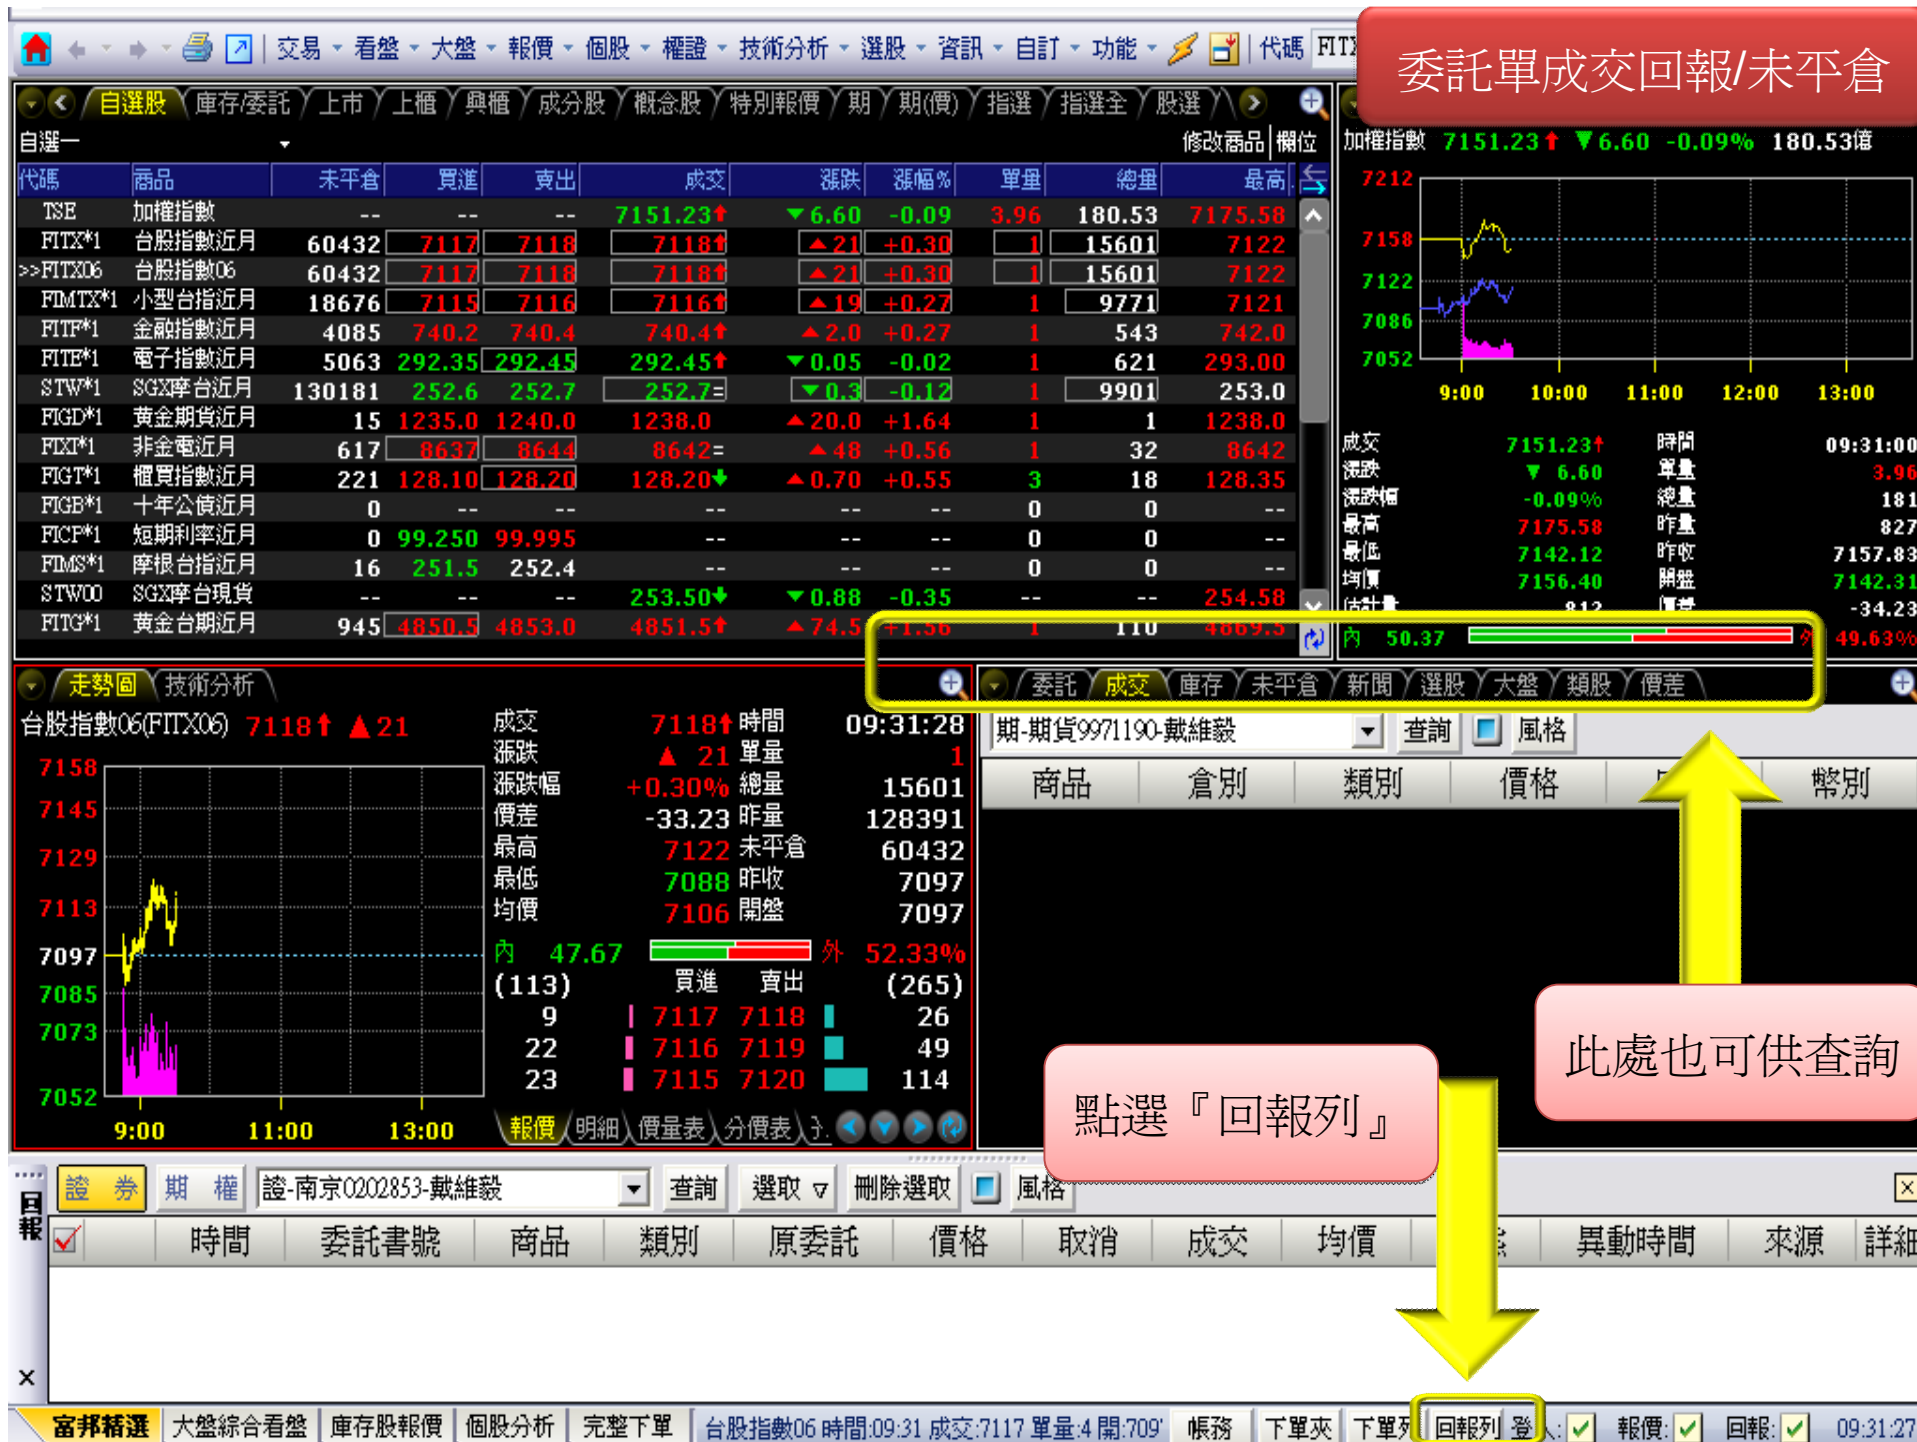 交易 看盤 大盤 報價 個股 權證 技術分析 選股 資訊 自訂 功能 代碼
委託單成交回報/未平倉
自選股 庫存/委託 上市 上櫃 興櫃 成分股 概念股 特別報價 期 期(價) 指選 指選全 股選
自選一 修改商品 欄位
代碼 商品 未平倉 買進 賣出 成交 漲跌 漲幅% 單量 總量 最高
TSE 加權指數 -- -- -- 7151.23 ▼6.60 -0.09 3.96 180.53 7175.58
FITX*1 台股指數近月 60432 7117 7118 7118 ▲21 +0.30 1 15601 7122
>>FITX06 台股指數06 60432 7117 7118 7118 ▲21 +0.30 1 15601 7122
FIMTX*1 小型台指近月 18676 7115 7116 7116 ▲19 +0.27 1 9771 7121
FITF*1 金融指數近月 4085 740.2 740.4 740.4 ▲2.0 +0.27 1 543 742.0
FITE*1 電子指數近月 5063 292.35 292.45 292.45 ▼0.05 -0.02 1 621 293.00
STW*1 SGX摩台近月 130181 252.6 252.7 252.7= ▼0.3 -0.12 1 9901 253.0
FIGD*1 黃金期貨近月 15 1235.0 1240.0 1238.0 ▲20.0 +1.64 1 1 1238.0
FIXI*1 非金電近月 617 8637 8644 8642= ▲48 +0.56 1 32 8642
FIGT*1 櫃買指數近月 221 128.10 128.20 128.20 ▲0.70 +0.55 3 18 128.35
FIGB*1 十年公債近月 0 -- -- -- -- -- 0 0 --
FICP*1 短期利率近月 0 99.250 99.995 -- -- -- 0 0 --
FIMS*1 摩根台指近月 16 251.5 252.4 -- -- -- 0 0 --
STW00 SGX摩台現貨 -- -- -- 253.50 ▼0.88 -0.35 -- -- 254.58
FITG*1 黃金台期近月 945 4850.5 4853.0 4851.5 ▲74.5 +1.56 1 110 4869.5
加權指數 7151.23 ▼6.60 -0.09% 180.53億
7212
7158
7122
7086
7052
9:00 10:00 11:00 12:00 13:00
成交 7151.23 時間 09:31:00
漲跌 ▼ 6.60 單量 3.96
漲跌幅 -0.09% 總量 181
最高 7175.58 昨量 827
最低 7142.12 昨收 7157.83
均價 7156.40 開盤 7142.31
估計量 812 價差 -34.23
內 50.37 外 49.63%
走勢圖 技術分析
台股指數06(FITX06) 7118 ▲21
7158
7145
7129
7113
7097
7085
7073
7052
9:00 11:00 13:00
成交 7118 時間 09:31:28
漲跌 ▲ 21 單量 1
漲跌幅 +0.30% 總量 15601
價差 -33.23 昨量 128391
最高 7122 未平倉 60432
最低 7088 昨收 7097
均價 7106 開盤 7097
內 47.67 外 52.33%
(113) 買進 賣出 (265)
9 7117 7118 26
22 7116 7119 49
23 7115 7120 114
報價 明細 價量表 分價表
委託 成交 庫存 未平倉 新聞 選股 大盤 類股 價差
期-期貨9971190-戴維毅 查詢 風格
商品 倉別 類別 價格 幣別
此處也可供查詢
點選『回報列』
回報
證券 期權 證-南京0202853-戴維毅 查詢 選取 刪除選取 風格
時間 委託書號 商品 類別 原委託 價格 取消 成交 均價 異動時間 來源 詳細
富邦精選 大盤綜合看盤 庫存股報價 個股分析 完整下單 台股指數06 時間:09:31 成交:7117 單量:4 開:709 帳務 下單夾 下單列 回報列 登 報價: 回報: 09:31:27